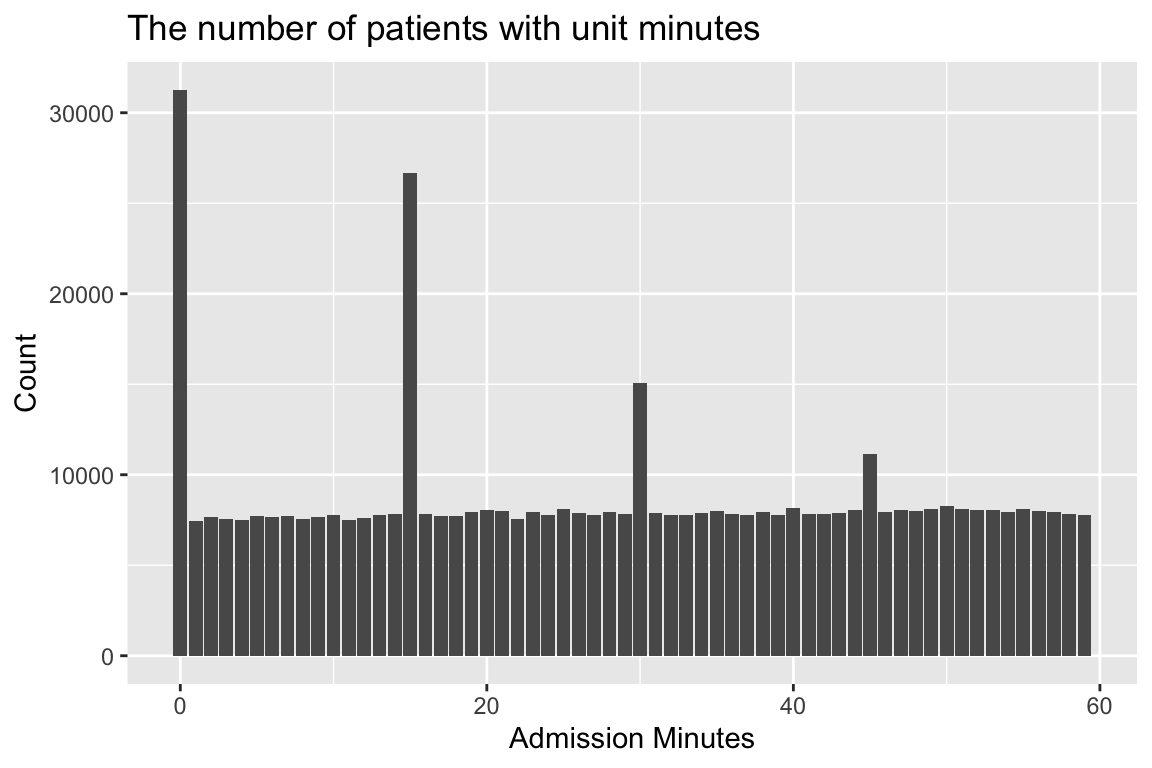 The number of patients with unit minutes
Count
30000
20000
10000
0
0 20 40 60
Admission Minutes